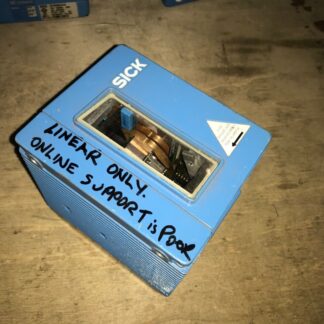 SICK
LINEAR ONLY.
ONLINE SUPPORT is POOR